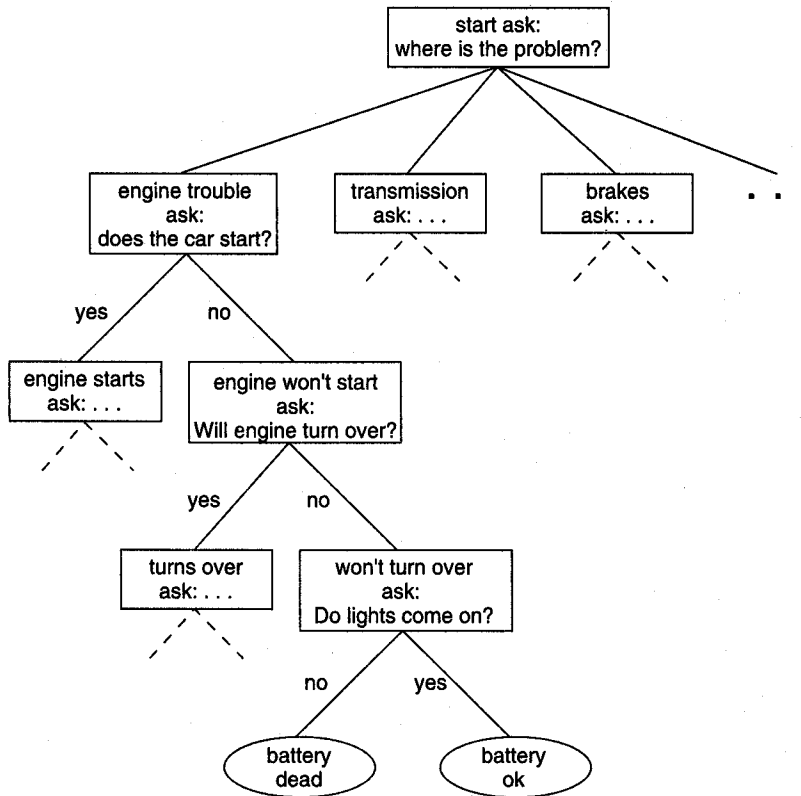 start ask:
where is the problem?
engine trouble
ask:
does the car start?
transmission
ask: . . .
brakes
ask: . . .
. .
yes
no
engine starts
ask: . . .
engine won't start
ask:
Will engine turn over?
yes
no
turns over
ask: . . .
won't turn over
ask:
Do lights come on?
no
yes
battery
dead
battery
ok